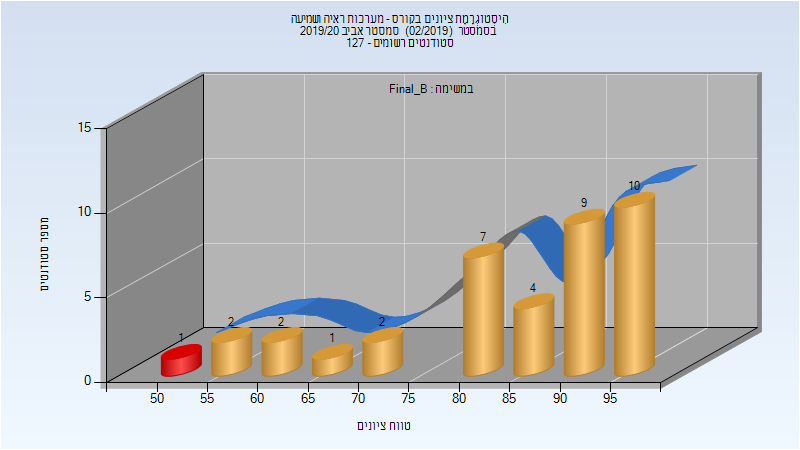 היסטוגרמת ציונים בקורס - מערכות ראיה ושמיעה
בסמסטר (02/2019) סמסטר אביב 2019/20
סטודנטים רשומים - 127
במשימה : Final_B
מספר סטודנטים
15
10
5
0
1
2
2
1
2
7
4
9
10
50 55 60 65 70 75 80 85 90 95
טווח ציונים